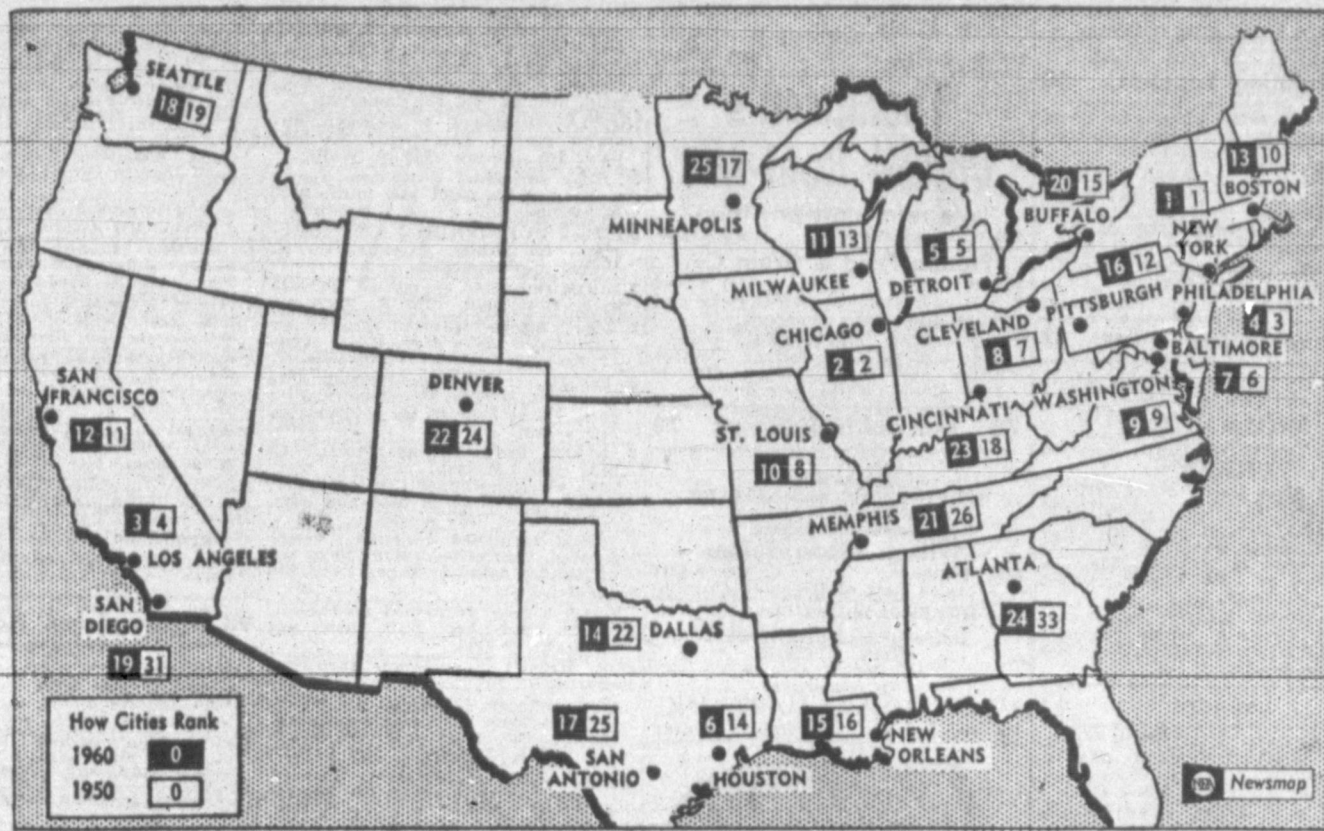 SEATTLE
18 19
25 17
MINNEAPOLIS
11 13
MILWAUKEE
5 5
DETROIT
20 15
BUFFALO
1 1
NEW
YORK
13 10
BOSTON
16 12
PITTSBURGH
PHILADELPHIA
4 3
CHICAGO
2 2
CLEVELAND
8 7
BALTIMORE
7 6
WASHINGTON
9 9
CINCINNATI
23 18
SAN
FRANCISCO
12 11
DENVER
22 24
ST. LOUIS
10 8
3 4
LOS ANGELES
MEMPHIS 21 26
ATLANTA
24 33
SAN
DIEGO
19 31
14 22 DALLAS
17 25
SAN
ANTONIO
6 14
HOUSTON
15 16
NEW
ORLEANS
How Cities Rank
1960 0
1950 0
Newsmap